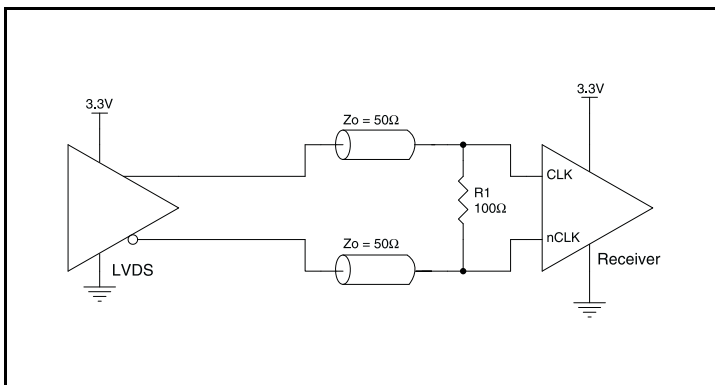 3.3V
3.3V
Zo = 50Ω
CLK
R1
100Ω
nCLK
Zo = 50Ω
LVDS
Receiver